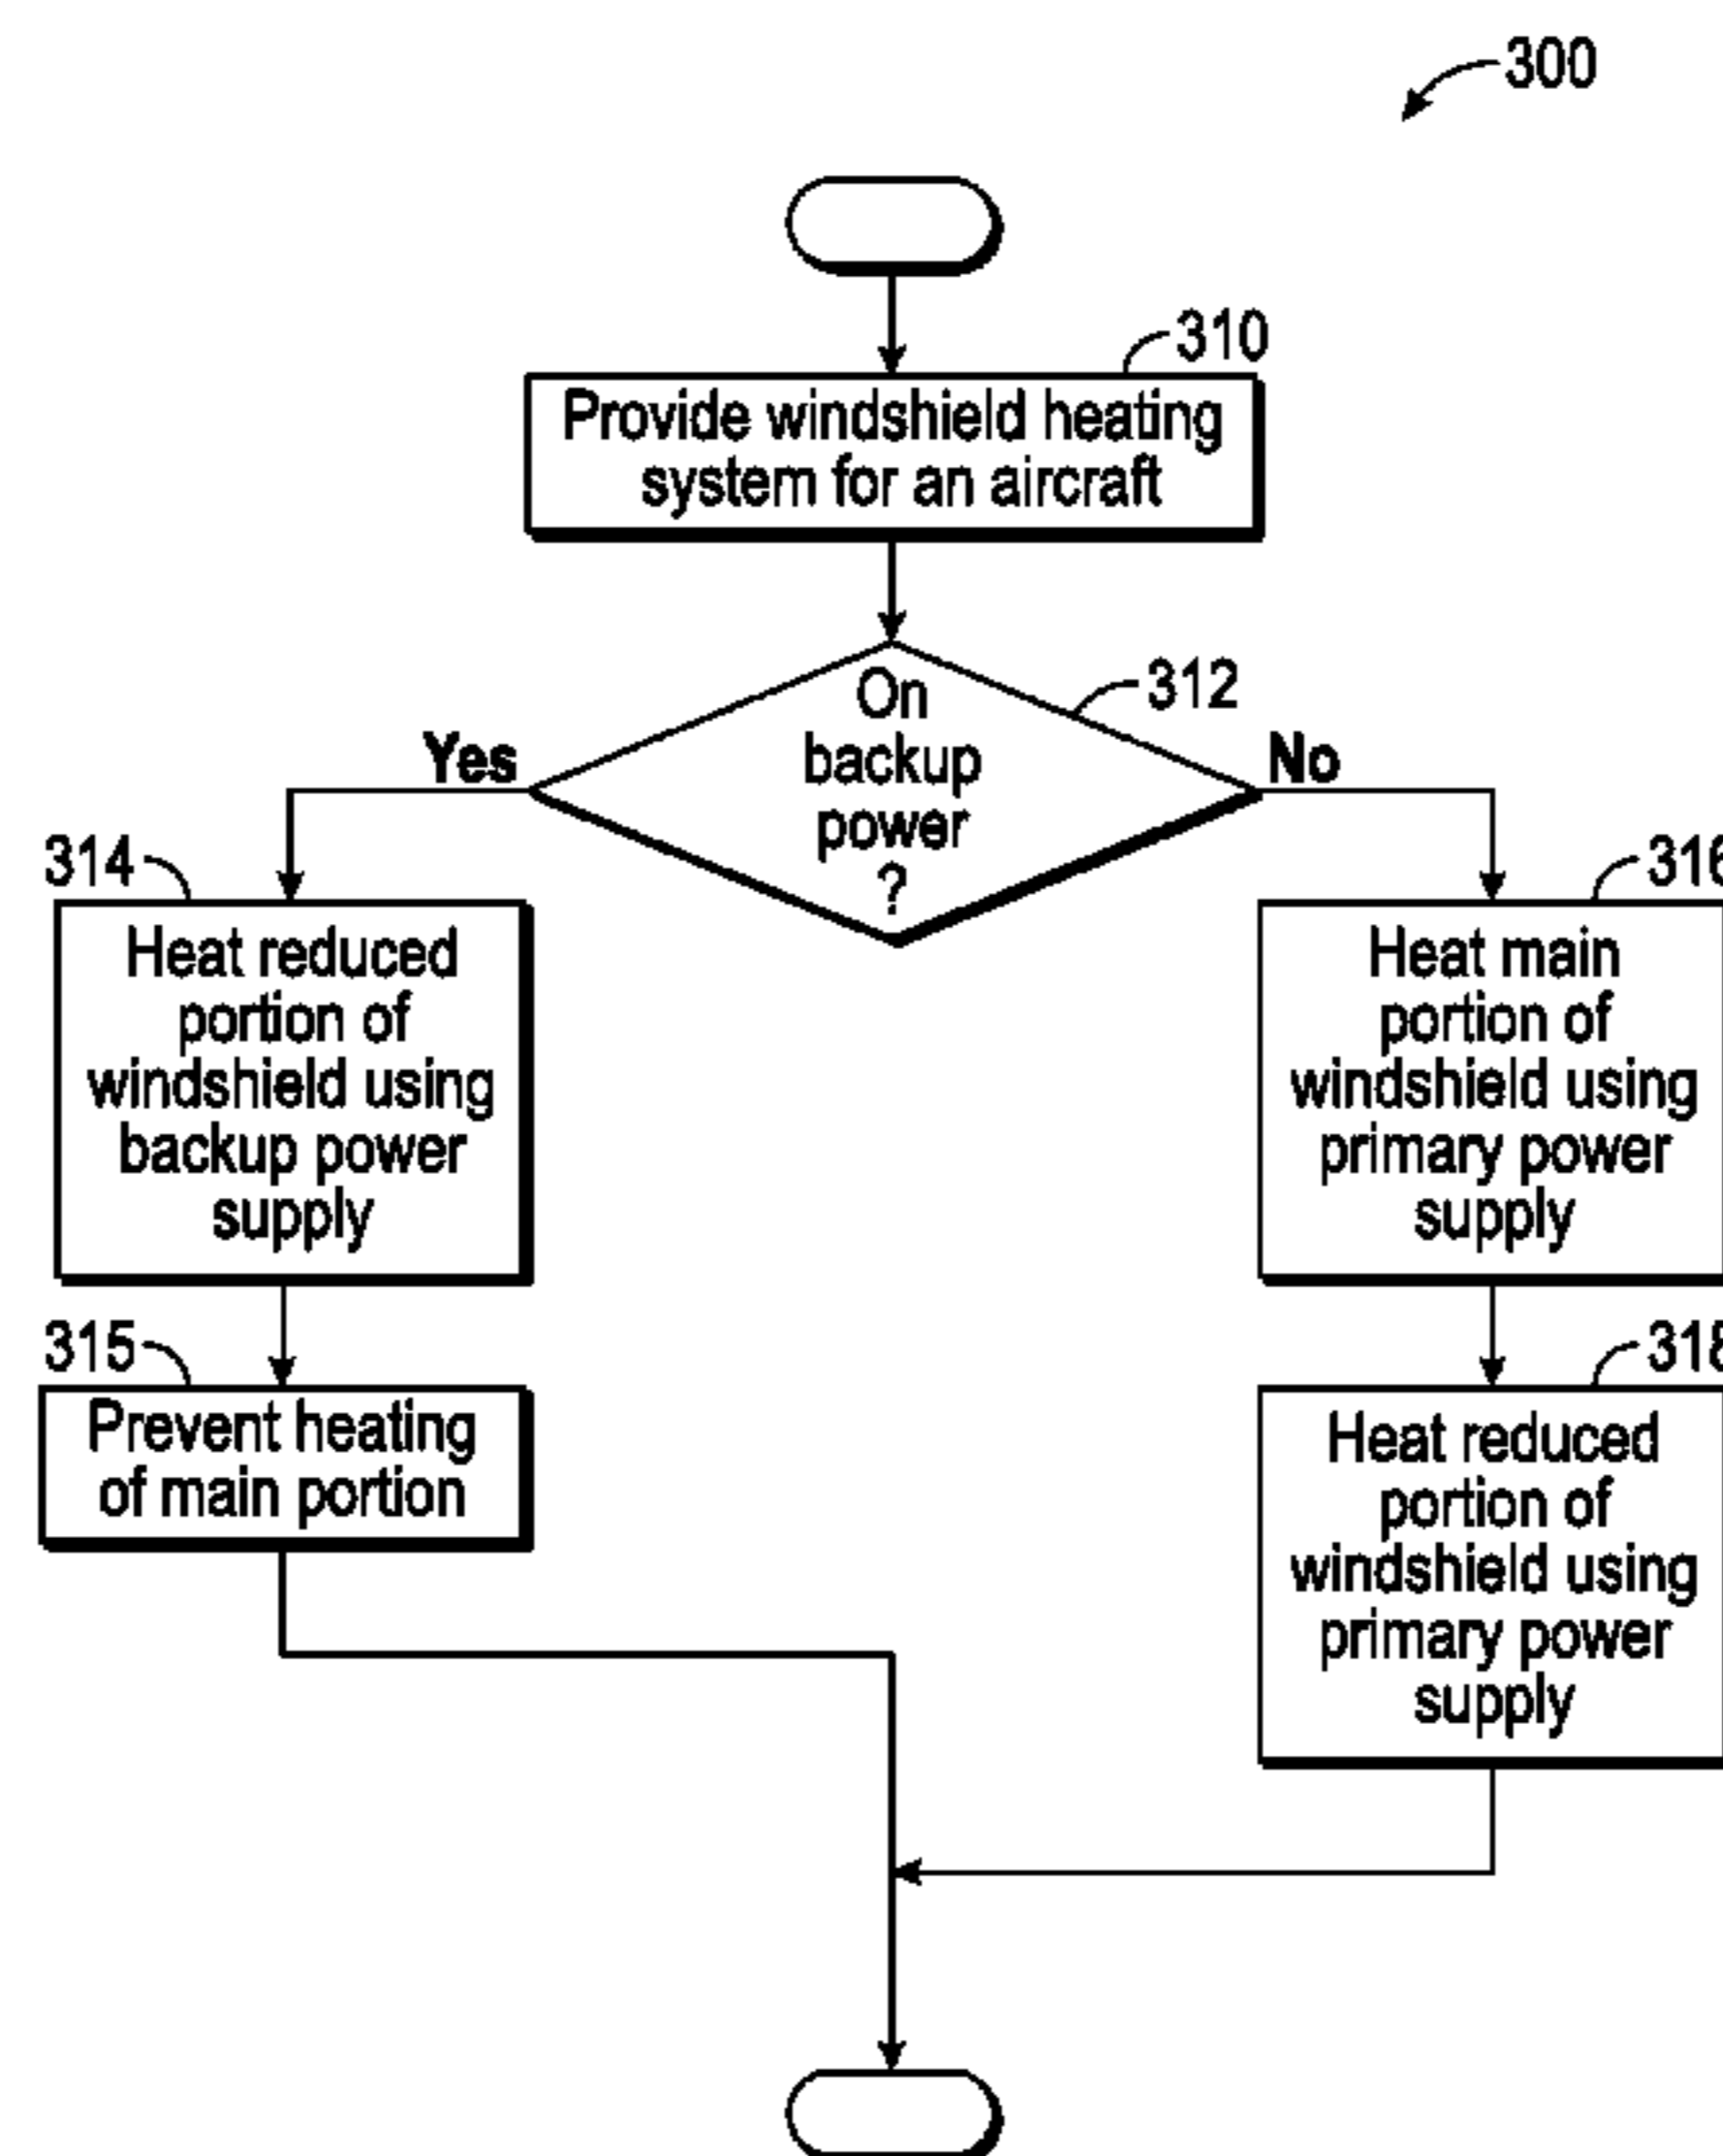 300
310
Provide windshield heating
system for an aircraft
312
On
backup
power
?
Yes
No
314
Heat reduced
portion of
windshield using
backup power
supply
316
Heat main
portion of
windshield using
primary power
supply
315
Prevent heating
of main portion
318
Heat reduced
portion of
windshield using
primary power
supply